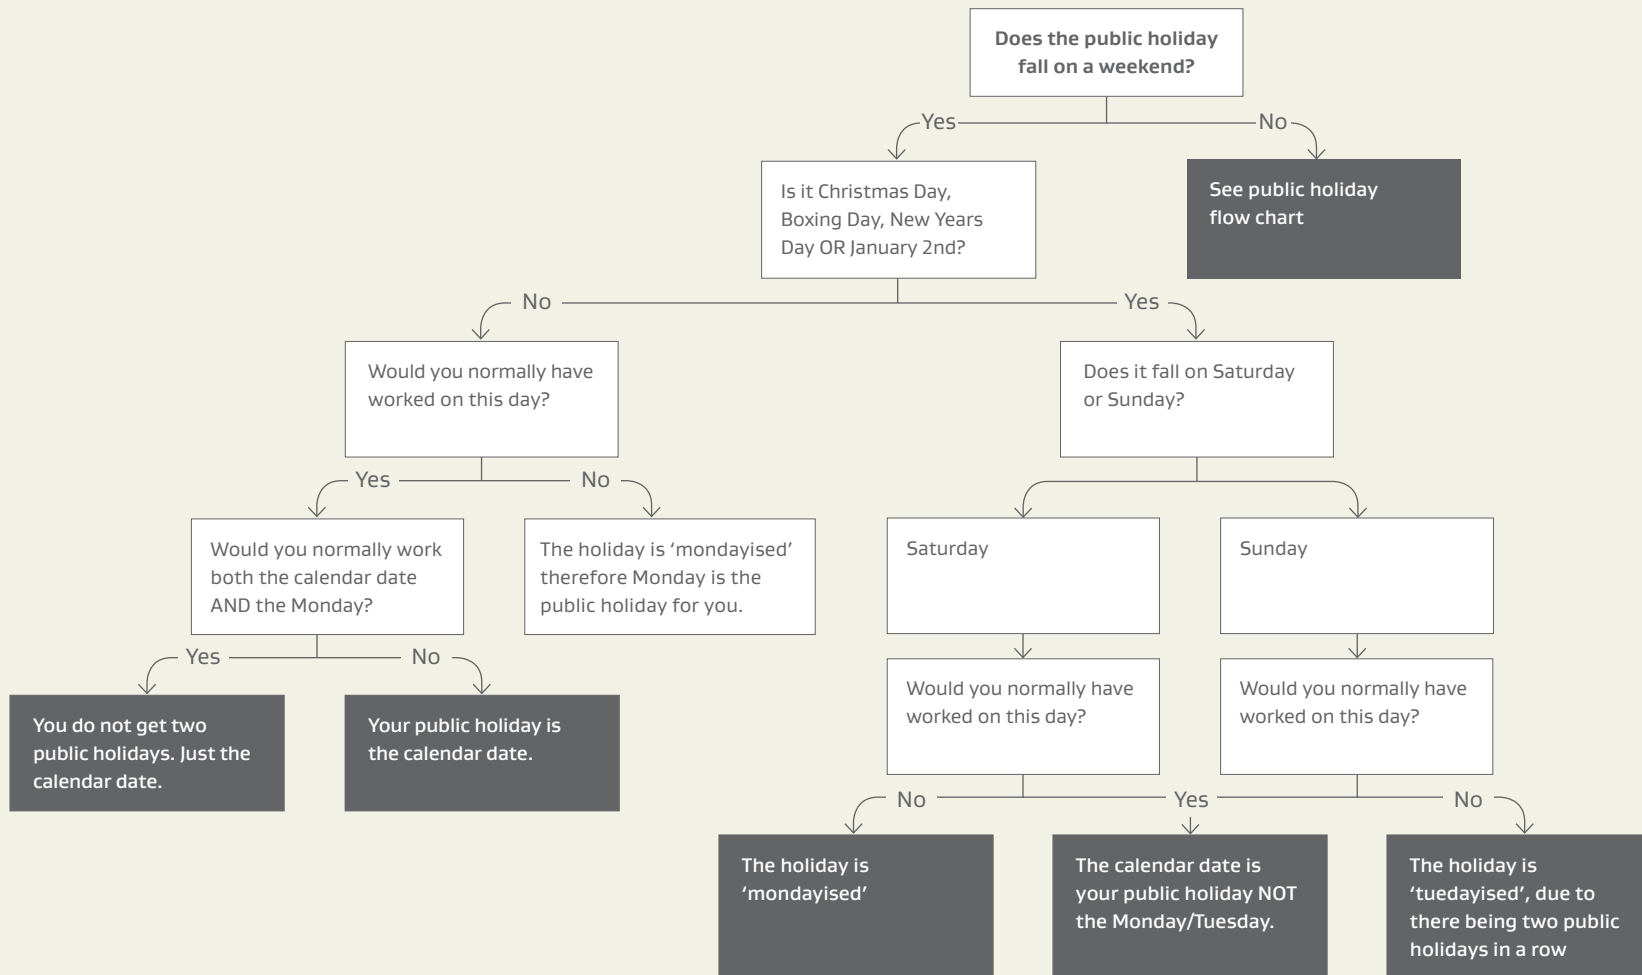 Does the public holiday
fall on a weekend?
Yes
No
Is it Christmas Day,
Boxing Day, New Years
Day OR January 2nd?
See public holiday
flow chart
No
Yes
Would you normally have
worked on this day?
Does it fall on Saturday
or Sunday?
Yes
No
Would you normally work
both the calendar date
AND the Monday?
The holiday is ‘mondayised’
therefore Monday is the
public holiday for you.
Saturday
Sunday
Yes
No
You do not get two
public holidays. Just the
calendar date.
Your public holiday is
the calendar date.
Would you normally have
worked on this day?
Would you normally have
worked on this day?
No
Yes
No
The holiday is
‘mondayised’
The calendar date is
your public holiday NOT
the Monday/Tuesday.
The holiday is
‘tuedayised’, due to
there being two public
holidays in a row